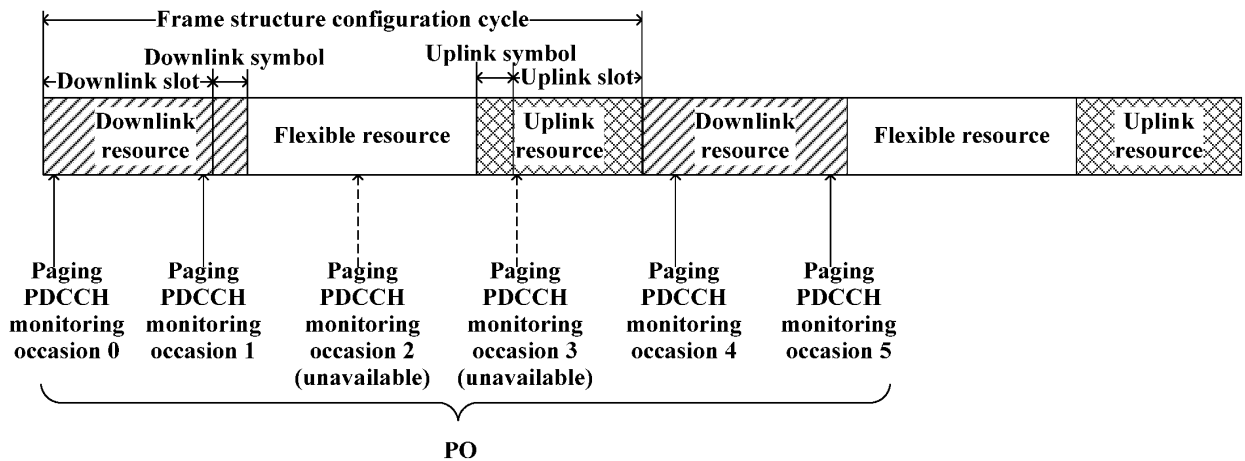 Frame structure configuration cycle
Downlink symbol
Uplink symbol
Downlink slot
Uplink slot
Downlink
resource
Flexible resource
Uplink
resource
Downlink
resource
Flexible resource
Uplink
resource
Paging
PDCCH
monitoring
occasion 0
Paging
PDCCH
monitoring
occasion 1
Paging
PDCCH
monitoring
occasion 2
(unavailable)
Paging
PDCCH
monitoring
occasion 3
(unavailable)
Paging
PDCCH
monitoring
occasion 4
Paging
PDCCH
monitoring
occasion 5
PO